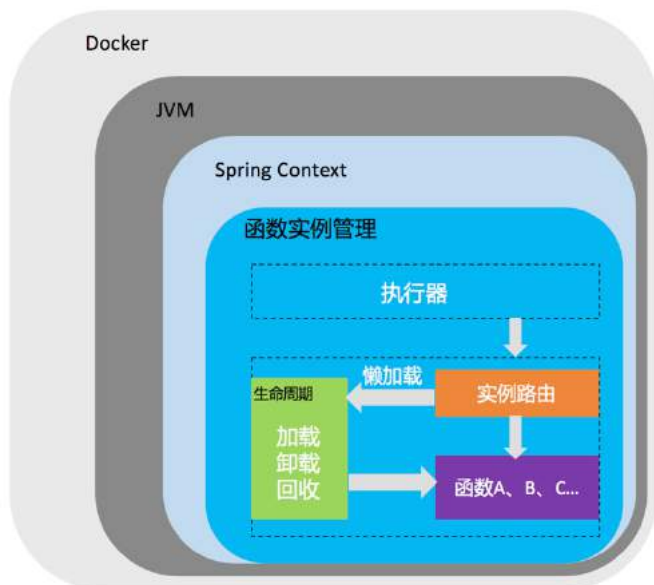 Docker
JVM
Spring Context
函数实例管理
执行器
懒加载
实例路由
生命周期
加载
卸载
回收
函数A、B、C...